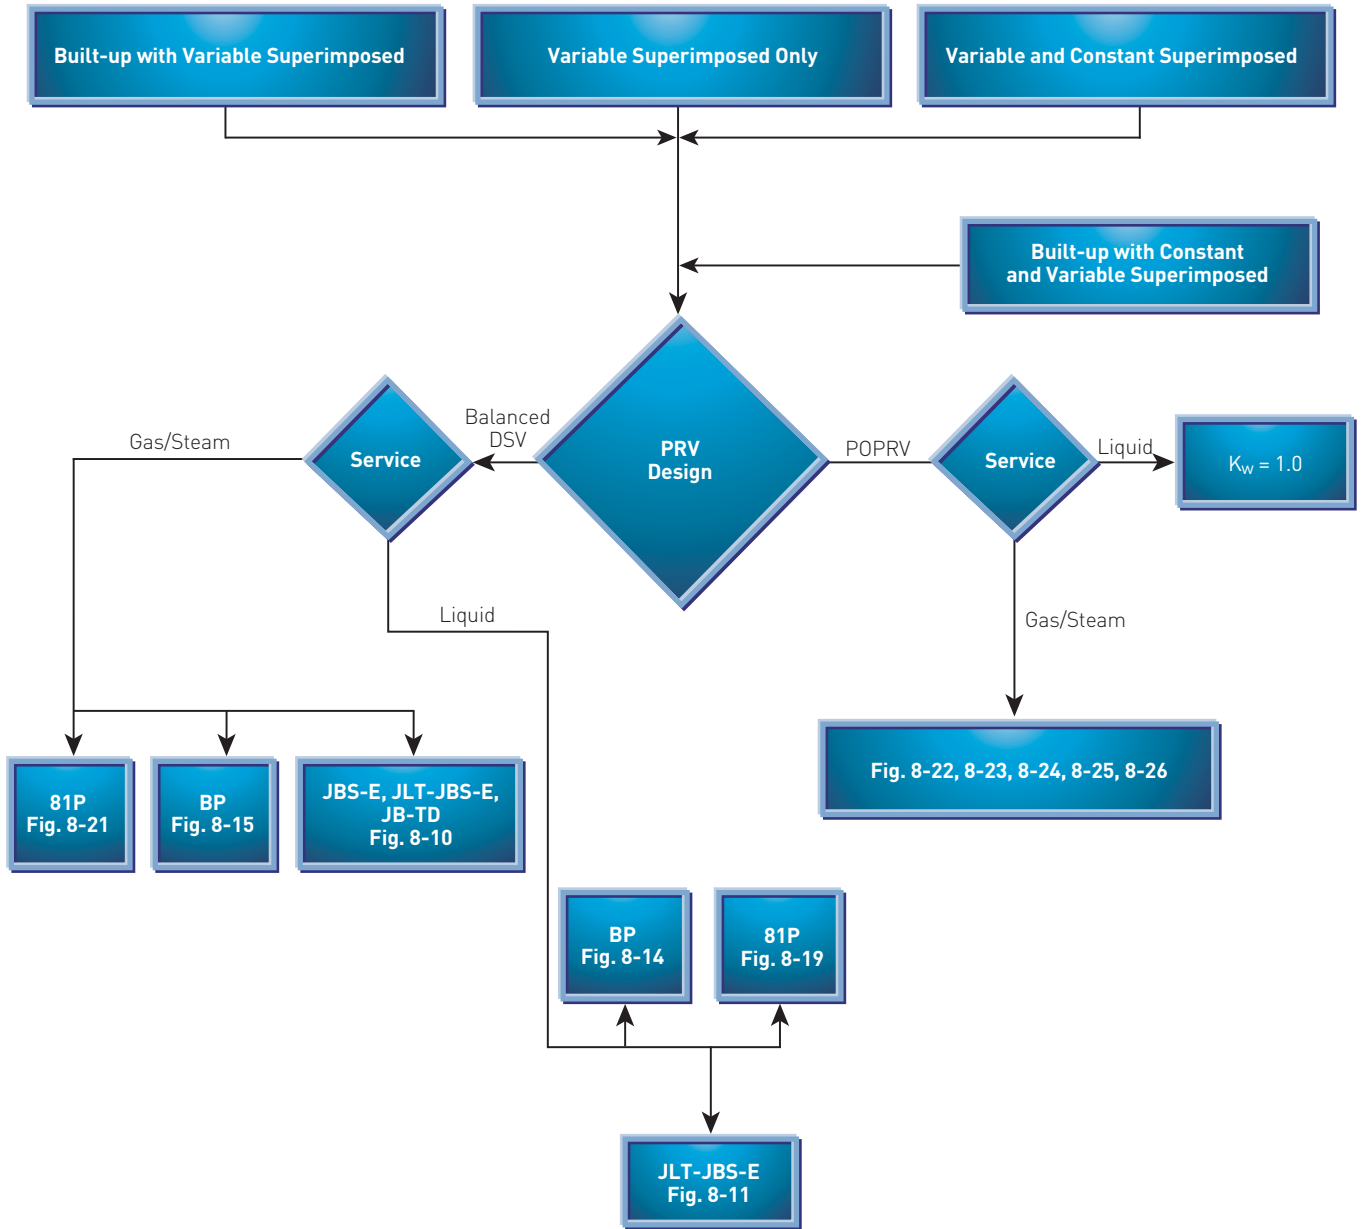 Built-up with Variable Superimposed
Variable Superimposed Only
Variable and Constant Superimposed
Built-up with Constant
and Variable Superimposed
Balanced
DSV
Gas/Steam
Service
PRV
Design
POPRV
Service
Liquid
K_w = 1.0
Liquid
Gas/Steam
81P
Fig. 8-21
BP
Fig. 8-15
JBS-E, JLT-JBS-E,
JB-TD
Fig. 8-10
Fig. 8-22, 8-23, 8-24, 8-25, 8-26
BP
Fig. 8-14
81P
Fig. 8-19
JLT-JBS-E
Fig. 8-11